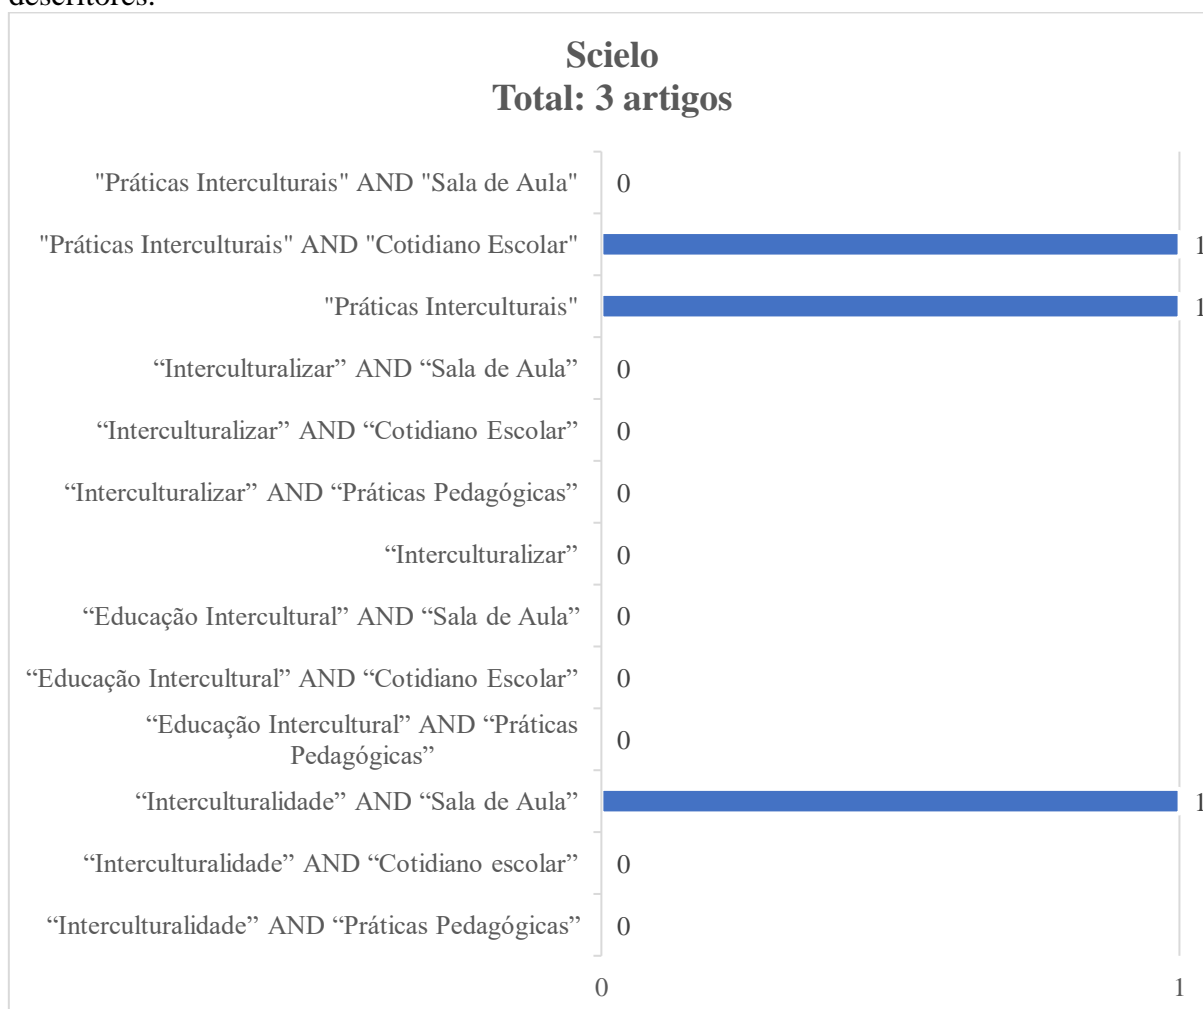 descritores:
Scielo
Total: 3 artigos
"Práticas Interculturais" AND "Sala de Aula" 0
"Práticas Interculturais" AND "Cotidiano Escolar" 1
"Práticas Interculturais" 1
“Interculturalizar” AND “Sala de Aula” 0
“Interculturalizar” AND “Cotidiano Escolar” 0
“Interculturalizar” AND “Práticas Pedagógicas” 0
“Interculturalizar” 0
“Educação Intercultural” AND “Sala de Aula” 0
“Educação Intercultural” AND “Cotidiano Escolar” 0
“Educação Intercultural” AND “Práticas
Pedagógicas” 0
“Interculturalidade” AND “Sala de Aula” 1
“Interculturalidade” AND “Cotidiano escolar” 0
“Interculturalidade” AND “Práticas Pedagógicas” 0
0 1